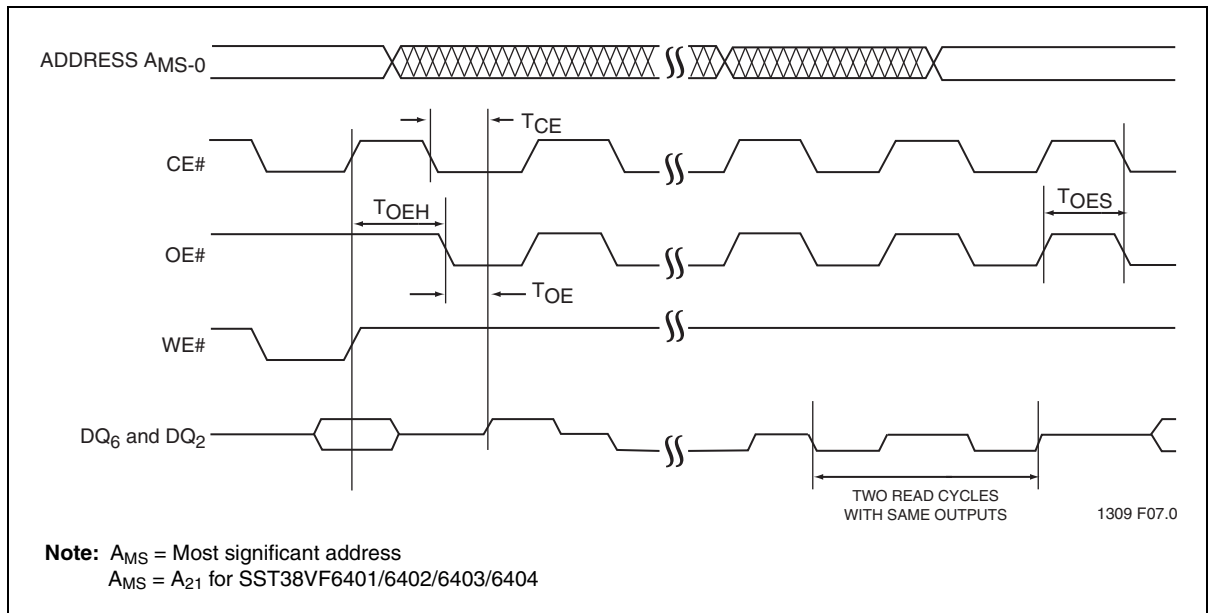 ADDRESS AMS-0
TCE
CE#
TOEH
TOES
OE#
TOE
WE#
DQ6 and DQ2
TWO READ CYCLES
WITH SAME OUTPUTS
1309 F07.0
Note: AMS = Most significant address
AMS = A21 for SST38VF6401/6402/6403/6404